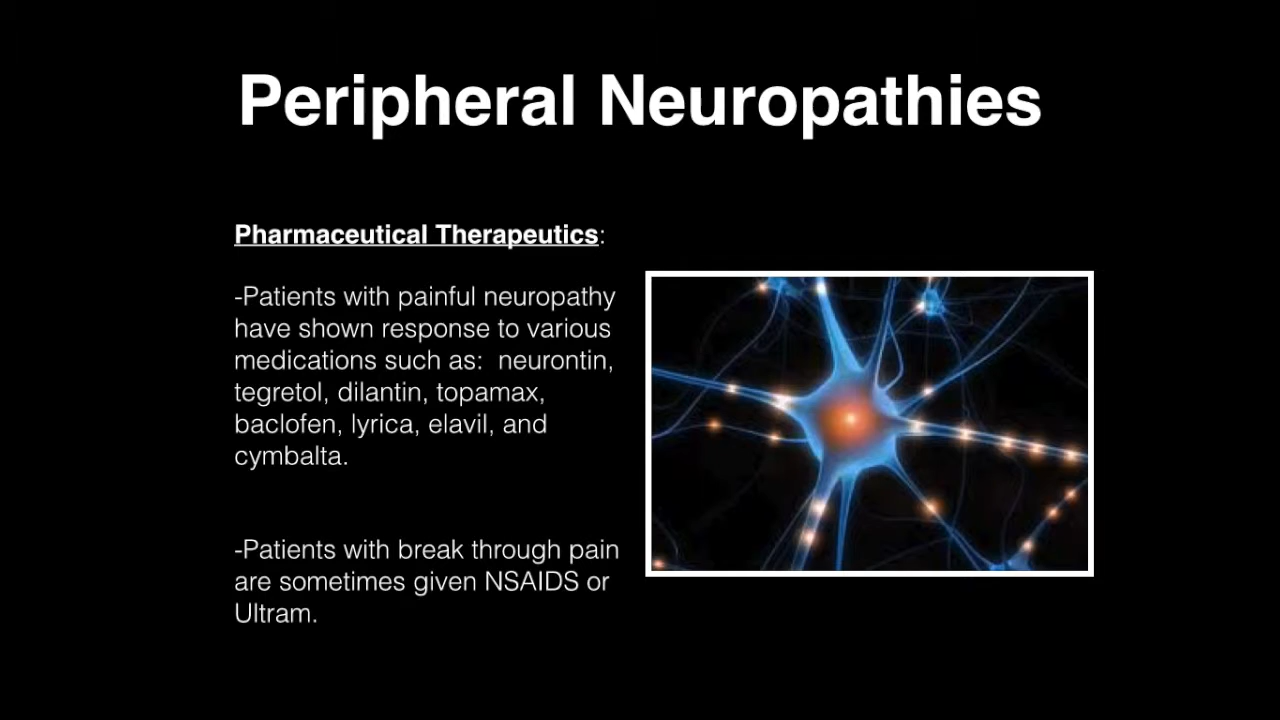 Peripheral Neuropathies
Pharmaceutical Therapeutics:
-Patients with painful neuropathy
have shown response to various
medications such as:  neurontin,
tegretol, dilantin, topamax,
baclofen, lyrica, elavil, and
cymbalta.
-Patients with break through pain
are sometimes given NSAIDS or
Ultram.